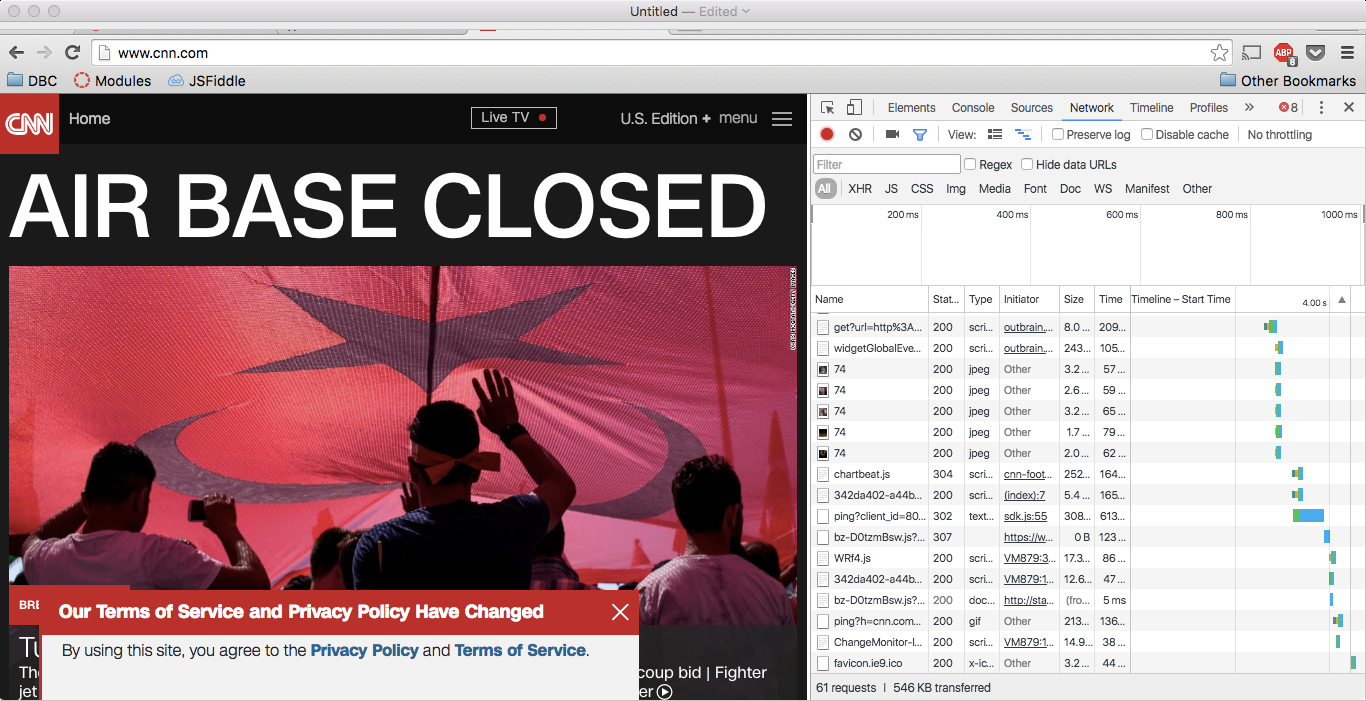 Untitled — Edited
www.cnn.com
ABP
8
DBC
Modules
JSFiddle
Other Bookmarks
CNN
Home
Live TV
U.S. Edition +
menu
AIR BASE CLOSED
BRE
Our Terms of Service and Privacy Policy Have Changed
By using this site, you agree to the Privacy Policy and Terms of Service.
Tu
The
coup bid | Fighter
jet
er
Elements Console Sources Network Timeline Profiles » 8
View: Preserve log Disable cache No throttling
Filter Regex Hide data URLs
All XHR JS CSS Img Media Font Doc WS Manifest Other
200 ms 400 ms 600 ms 800 ms 1000 ms
Name Stat... Type Initiator Size Time Timeline – Start Time 4.00 s
get?url=http%3A... 200 scri... outbrain.... 8.0 ... 209...
widgetGlobalEve... 200 scri... outbrain.... 243... 105...
74 200 jpeg Other 3.2 ... 57 ...
74 200 jpeg Other 2.6 ... 59 ...
74 200 jpeg Other 3.2 ... 65 ...
74 200 jpeg Other 1.7 ... 79 ...
74 200 jpeg Other 2.0 ... 62 ...
chartbeat.js 304 scri... cnn-foot... 252... 164...
342da402-a44b... 200 scri... (index):7 5.4 ... 165...
ping?client_id=80... 302 text... sdk.js:55 308... 613...
bz-D0tzmBsw.js?... 307 https://w... 0 B 123 ...
WRf4.js 200 scri... VM879:3... 17.3... 86 ...
342da402-a44b... 200 scri... VM879:1... 12.6... 47 ...
bz-D0tzmBsw.js?... 200 doc... http://sta... (fro... 5 ms
ping?h=cnn.com... 200 gif Other 213... 136...
ChangeMonitor-l... 200 scri... VM879:1... 14.9... 38 ...
favicon.ie9.ico 200 x-ic... Other 3.2 ... 44 ...
61 requests | 546 KB transferred